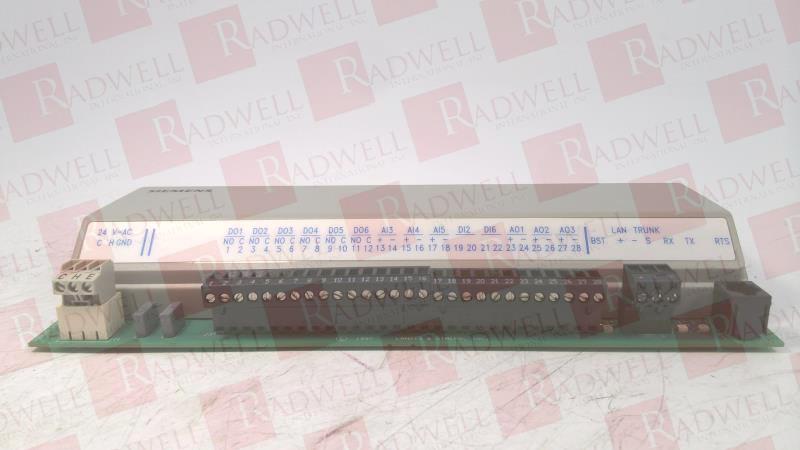 SIEMENS
24 V~AC DO1 DO2 DO3 DO4 DO5 DO6 AI3 AI4 AI5 DI2 DI6 AO1 AO2 AO3 LAN TRUNK
C H GND NO C NO C NO C NO C NO C NO C + - + - + - + - + - + - BST + - S RX TX RTS
1 2 3 4 5 6 7 8 9 10 11 12 13 14 15 16 17 18 19 20 21 22 23 24 25 26 27 28
C H E
RADWELL
INTERNATIONAL, INC.